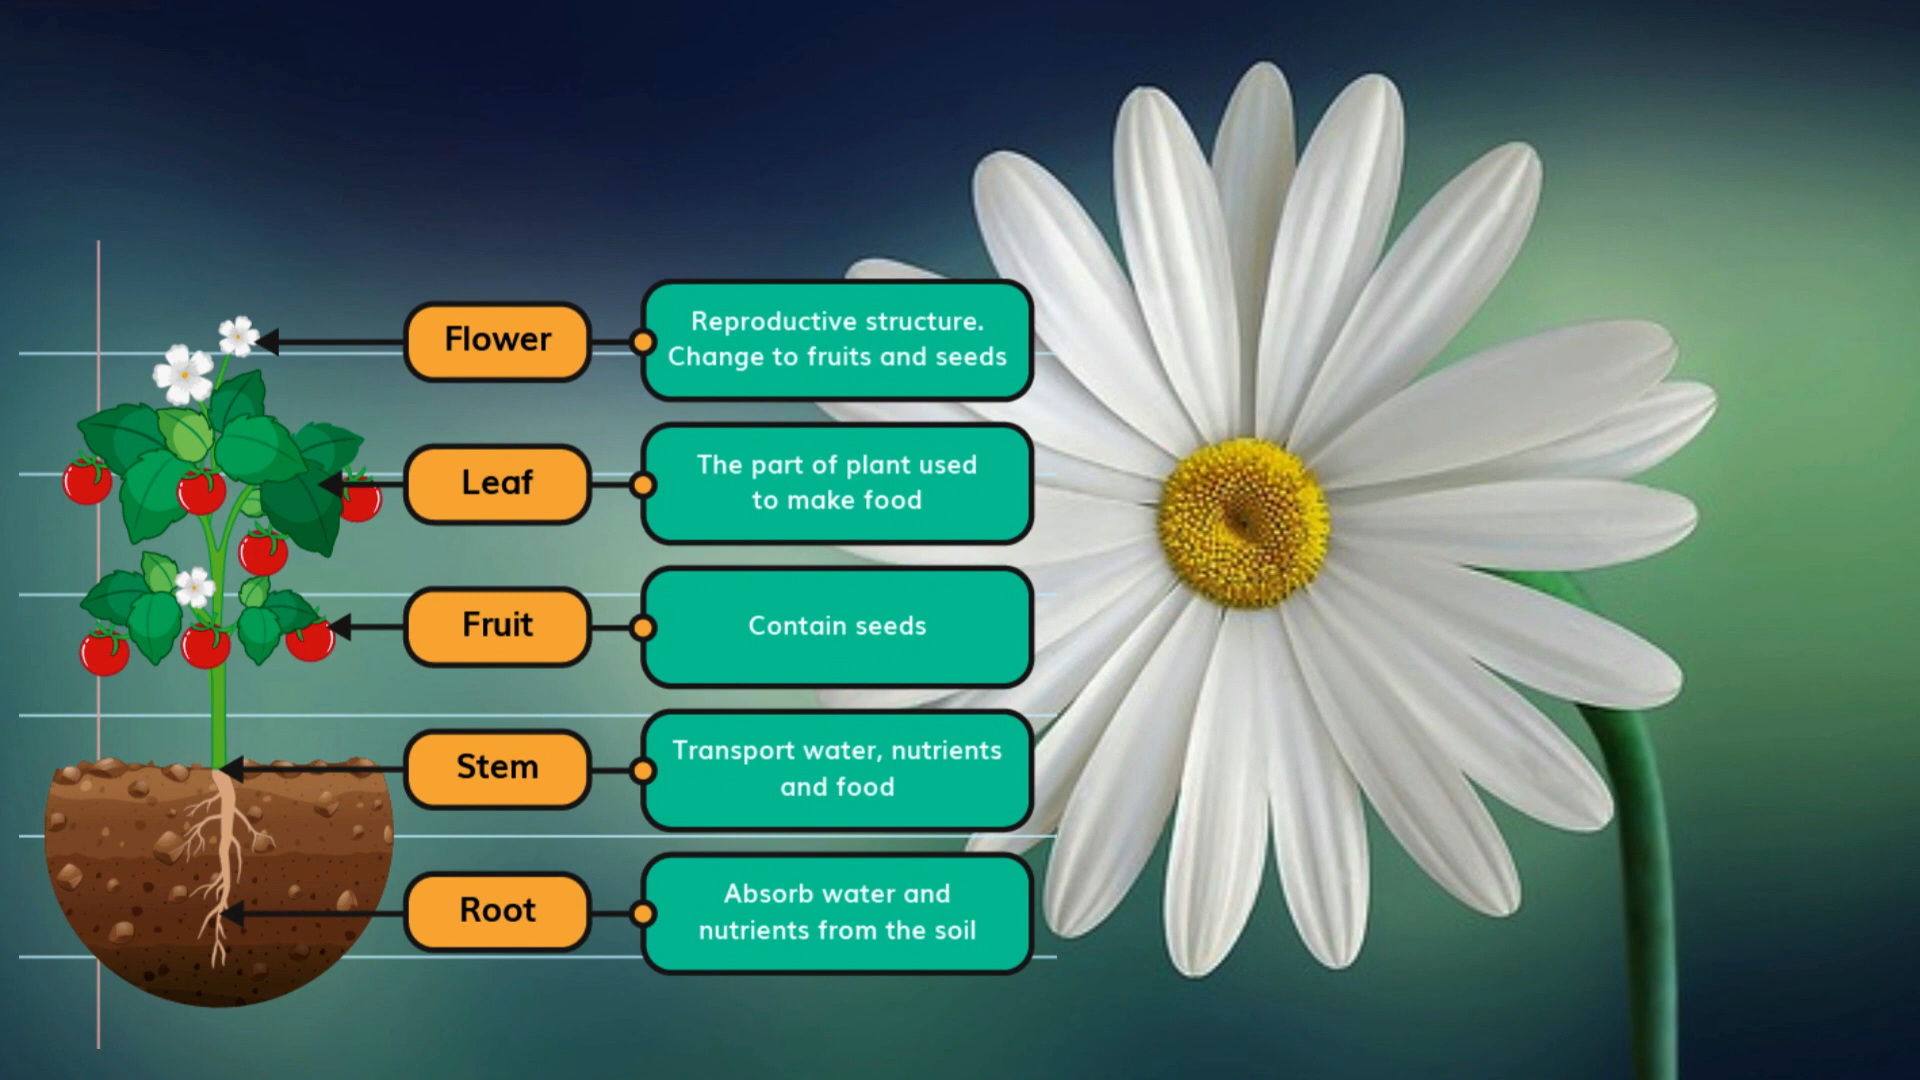 Flower
Reproductive structure.
Change to fruits and seeds
Leaf
The part of plant used
to make food
Fruit
Contain seeds
Stem
Transport water, nutrients
and food
Root
Absorb water and
nutrients from the soil